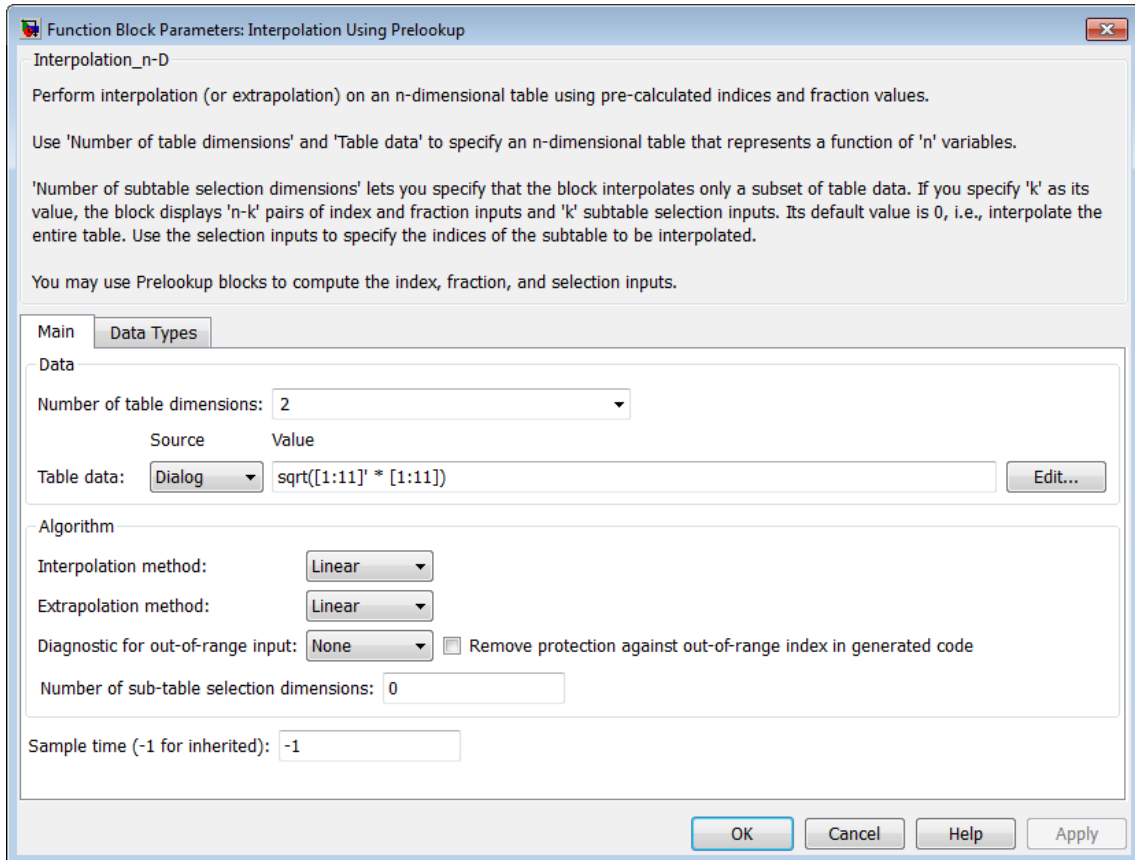 Function Block Parameters: Interpolation Using Prelookup
Interpolation_n-D
Perform interpolation (or extrapolation) on an n-dimensional table using pre-calculated indices and fraction values.
Use 'Number of table dimensions' and 'Table data' to specify an n-dimensional table that represents a function of 'n' variables.
'Number of subtable selection dimensions' lets you specify that the block interpolates only a subset of table data. If you specify 'k' as its
value, the block displays 'n-k' pairs of index and fraction inputs and 'k' subtable selection inputs. Its default value is 0, i.e., interpolate the
entire table. Use the selection inputs to specify the indices of the subtable to be interpolated.
You may use Prelookup blocks to compute the index, fraction, and selection inputs.
Main Data Types
Data
Number of table dimensions: 2
Source Value
Table data: Dialog sqrt([1:11]' * [1:11]) Edit...
Algorithm
Interpolation method: Linear
Extrapolation method: Linear
Diagnostic for out-of-range input: None Remove protection against out-of-range index in generated code
Number of sub-table selection dimensions: 0
Sample time (-1 for inherited): -1
OK Cancel Help Apply